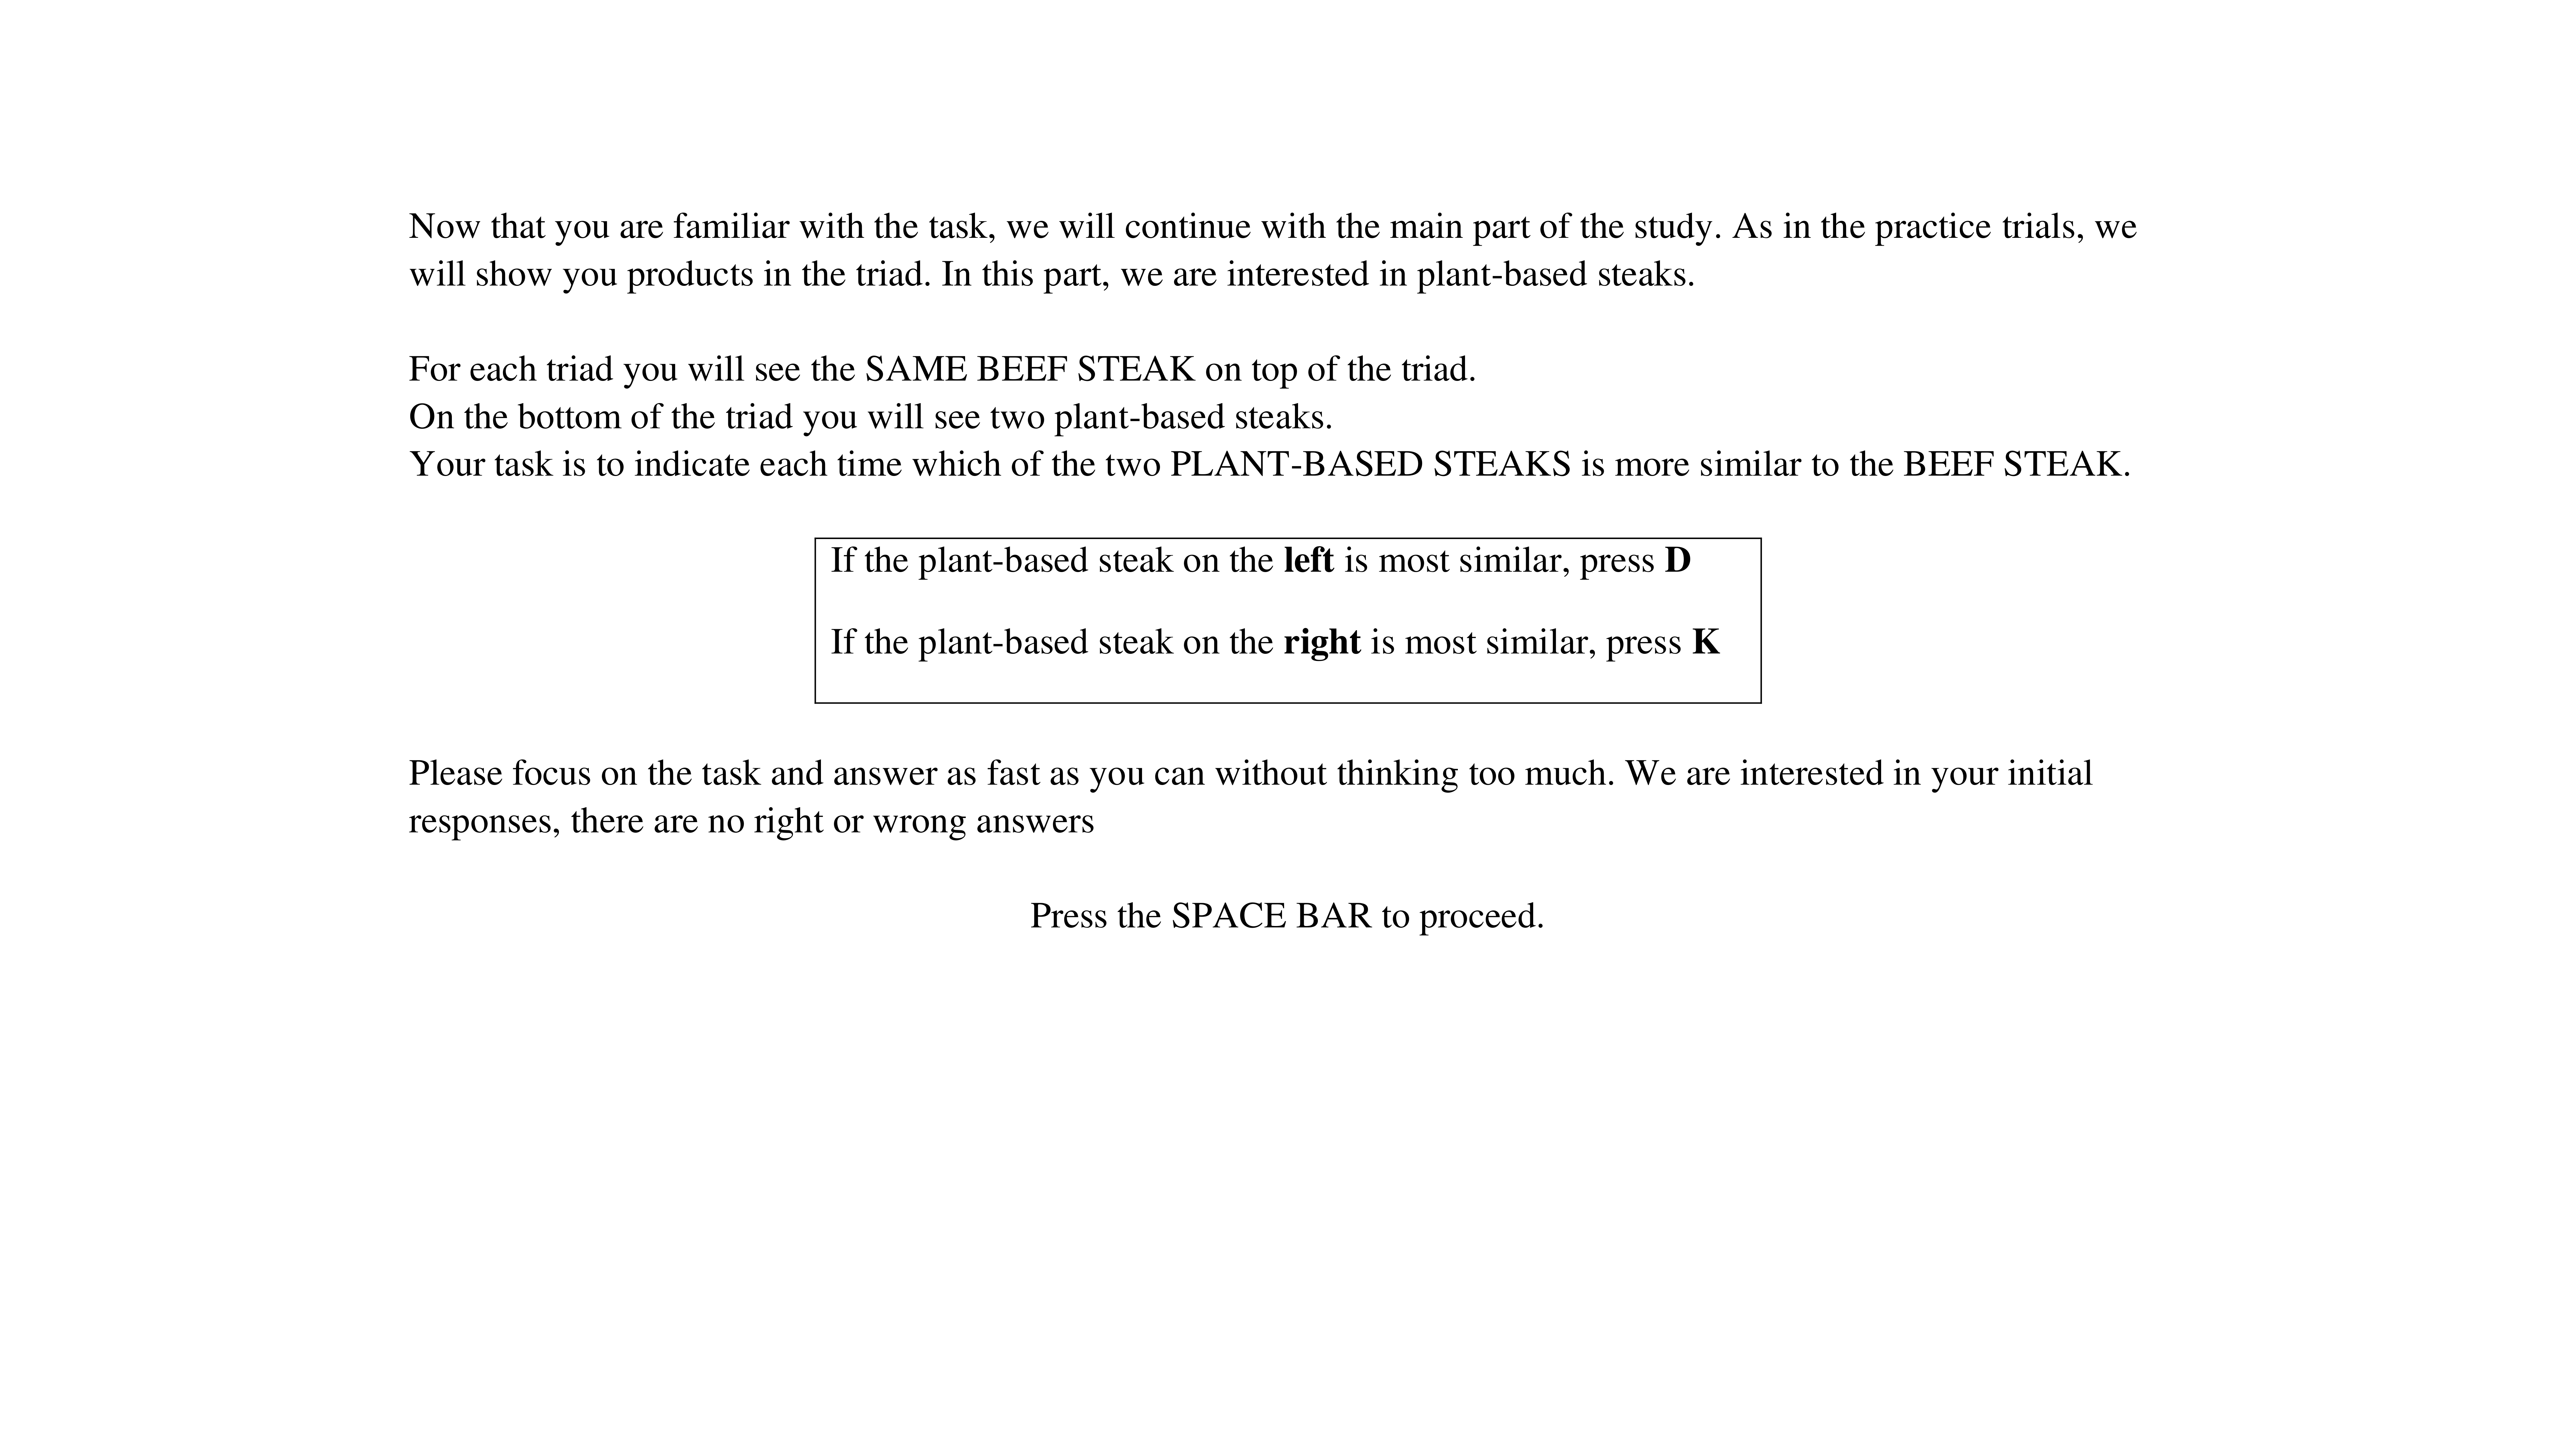 Now that you are familiar with the task, we will continue with the main part of the study. As in the practice trials, we
will show you products in the triad. In this part, we are interested in plant-based steaks.
For each triad you will see the SAME BEEF STEAK on top of the triad.
On the bottom of the triad you will see two plant-based steaks.
Your task is to indicate each time which of the two PLANT-BASED STEAKS is more similar to the BEEF STEAK.
If the plant-based steak on the left is most similar, press D
If the plant-based steak on the right is most similar, press K
Please focus on the task and answer as fast as you can without thinking too much. We are interested in your initial
responses, there are no right or wrong answers
Press the SPACE BAR to proceed.